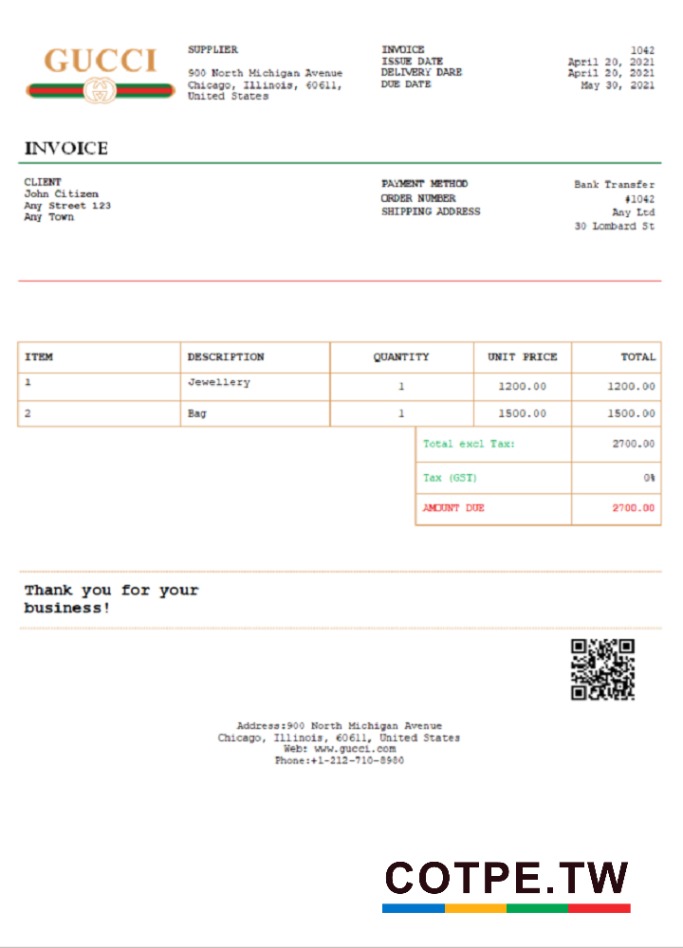 GUCCI
SUPPLIER
900 North Michigan Avenue
Chicago, Illinois, 60611,
United States
INVOICE 1042
ISSUE DATE April 20, 2021
DELIVERY DARE April 20, 2021
DUE DATE May 30, 2021
INVOICE
CLIENT
John Citizen
Any Street 123
Any Town
PAYMENT METHOD Bank Transfer
ORDER NUMBER #1042
SHIPPING ADDRESS Any Ltd
30 Lombard St
ITEM DESCRIPTION QUANTITY UNIT PRICE TOTAL
1 Jewellery 1 1200.00 1200.00
2 Bag 1 1500.00 1500.00
Total excl Tax: 2700.00
Tax (GST) 0%
AMOUNT DUE 2700.00
Thank you for your
business!
Address:900 North Michigan Avenue
Chicago, Illinois, 60611, United States
Web: www.gucci.com
Phone:+1-212-710-8980
COTPE.TW